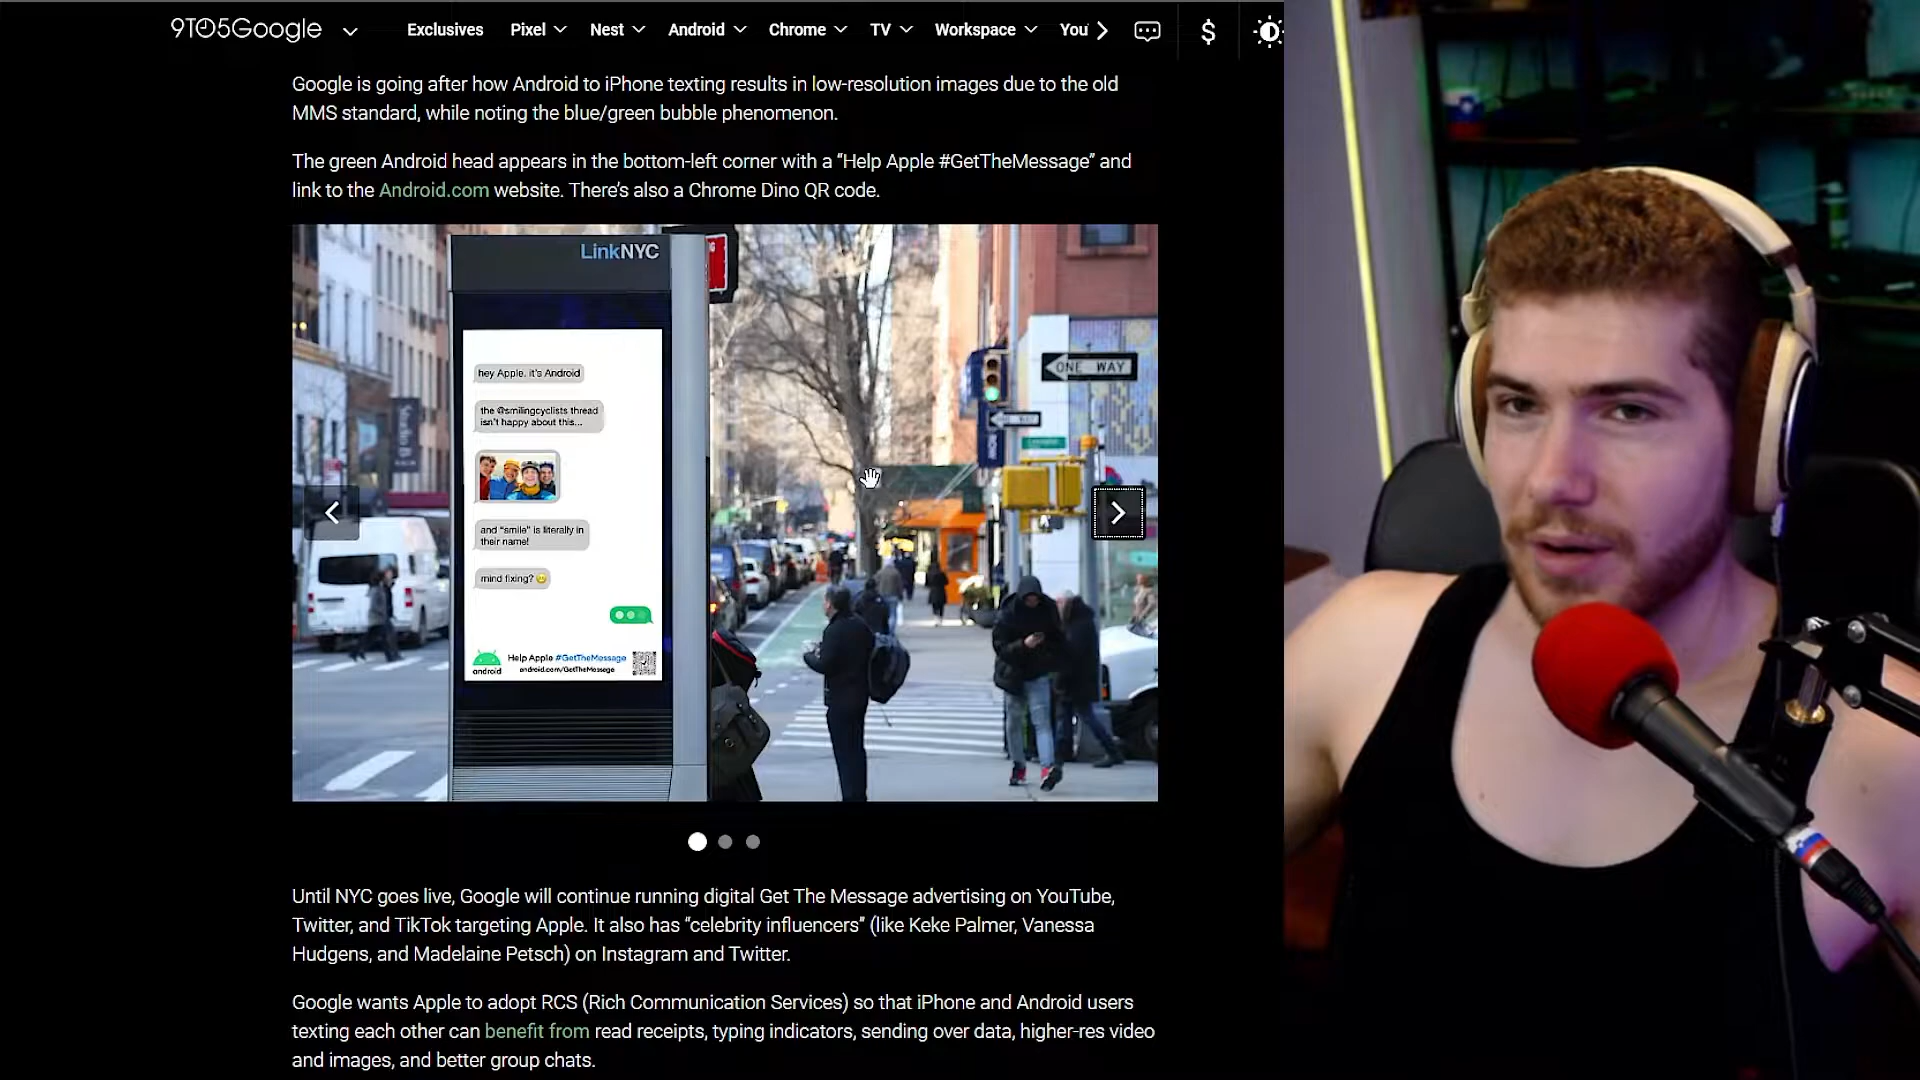 9TO5Google
Exclusives Pixel Nest Android Chrome TV Workspace You
Google is going after how Android to iPhone texting results in low-resolution images due to the old
MMS standard, while noting the blue/green bubble phenomenon.
The green Android head appears in the bottom-left corner with a “Help Apple #GetTheMessage” and
link to the Android.com website. There’s also a Chrome Dino QR code.
LinkNYC
hey Apple. it's Android
the @smilingcyclists thread
isn't happy about this...
and "smile" is literally in
their name!
mind fixing?
Help Apple #GetTheMessage
android.com/GetTheMessage
android
ONE WAY
Until NYC goes live, Google will continue running digital Get The Message advertising on YouTube,
Twitter, and TikTok targeting Apple. It also has “celebrity influencers” (like Keke Palmer, Vanessa
Hudgens, and Madelaine Petsch) on Instagram and Twitter.
Google wants Apple to adopt RCS (Rich Communication Services) so that iPhone and Android users
texting each other can benefit from read receipts, typing indicators, sending over data, higher-res video
and images, and better group chats.